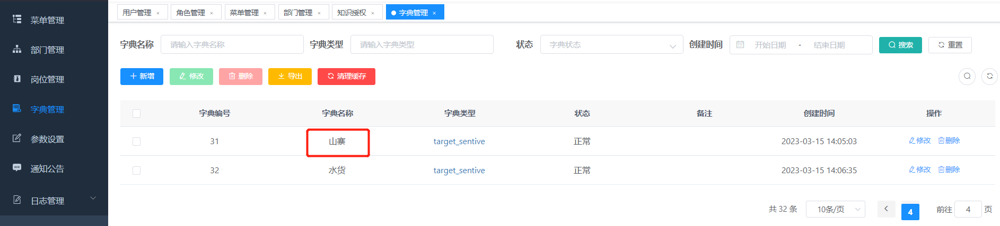 菜单管理
部门管理
岗位管理
字典管理
参数设置
通知公告
日志管理
用户管理 × 角色管理 × 菜单管理 × 部门管理 × 知识授权 × 字典管理 ×
字典名称 请输入字典名称 字典类型 请输入字典类型 状态 字典状态 创建时间 开始日期 - 结束日期 搜索 重置
新增 修改 删除 导出 清理缓存
字典编号 字典名称 字典类型 状态 备注 创建时间 操作
31 山寨 target_sentive 正常 2023-03-15 14:05:03 修改 删除
32 水货 target_sentive 正常 2023-03-15 14:06:35 修改 删除
共 32 条 10条/页 4 前往 4 页